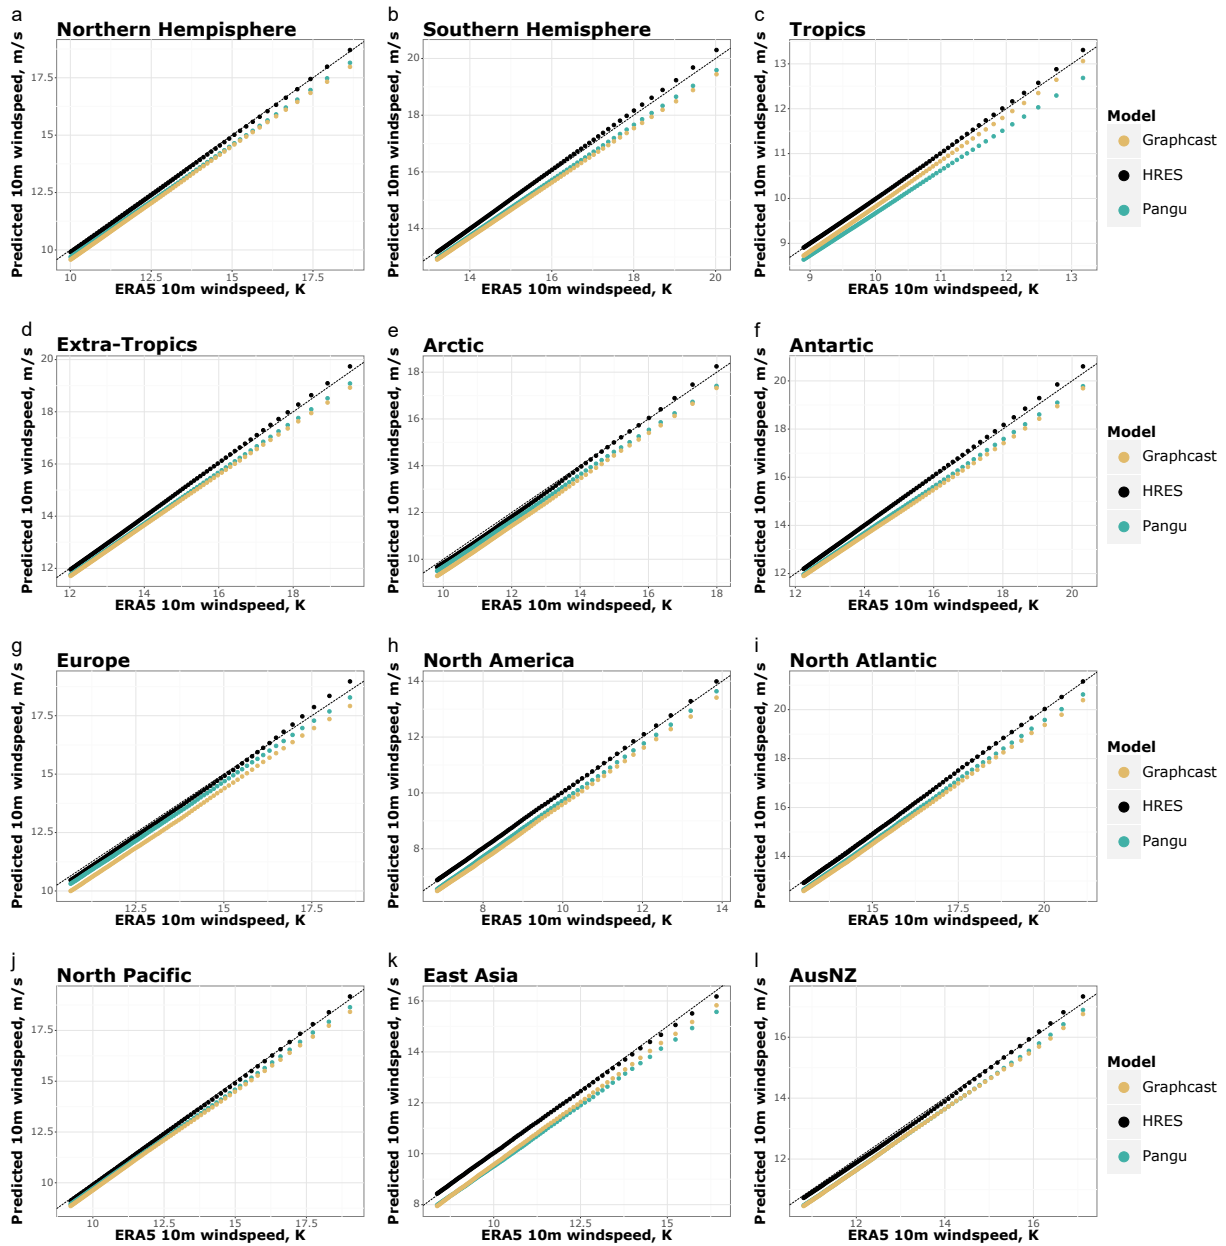 a
Northern Hempisphere
b
Southern Hemisphere
c
Tropics
Predicted 10m windspeed, m/s
17.5
15
12.5
10
10
12.5
15
17.5
ERA5 10m windspeed, K
Predicted 10m windspeed, m/s
20
18
16
14
14
16
18
20
ERA5 10m windspeed, K
Predicted 10m windspeed, m/s
13
12
11
10
9
9
10
11
12
13
ERA5 10m windspeed, K
Model
Graphcast
HRES
Pangu
d
Extra-Tropics
e
Arctic
f
Antartic
Predicted 10m windspeed, m/s
20
18
16
14
12
12
14
16
18
ERA5 10m windspeed, K
Predicted 10m windspeed, m/s
18
16
14
12
10
10
12
14
16
18
ERA5 10m windspeed, K
Predicted 10m windspeed, m/s
20
18
16
14
12
12
14
16
18
20
ERA5 10m windspeed, K
Model
Graphcast
HRES
Pangu
g
Europe
h
North America
i
North Atlantic
Predicted 10m windspeed, m/s
17.5
15
12.5
10
12.5
15
17.5
ERA5 10m windspeed, K
Predicted 10m windspeed, m/s
14
12
10
8
8
10
12
14
ERA5 10m windspeed, K
Predicted 10m windspeed, m/s
20
18
16
14
15
17.5
20
ERA5 10m windspeed, K
Model
Graphcast
HRES
Pangu
j
North Pacific
k
East Asia
l
AusNZ
Predicted 10m windspeed, m/s
17.5
15
12.5
10
10
12.5
15
17.5
ERA5 10m windspeed, K
Predicted 10m windspeed, m/s
16
14
12
10
8
10
12.5
15
ERA5 10m windspeed, K
Predicted 10m windspeed, m/s
16
14
12
12
14
16
ERA5 10m windspeed, K
Model
Graphcast
HRES
Pangu